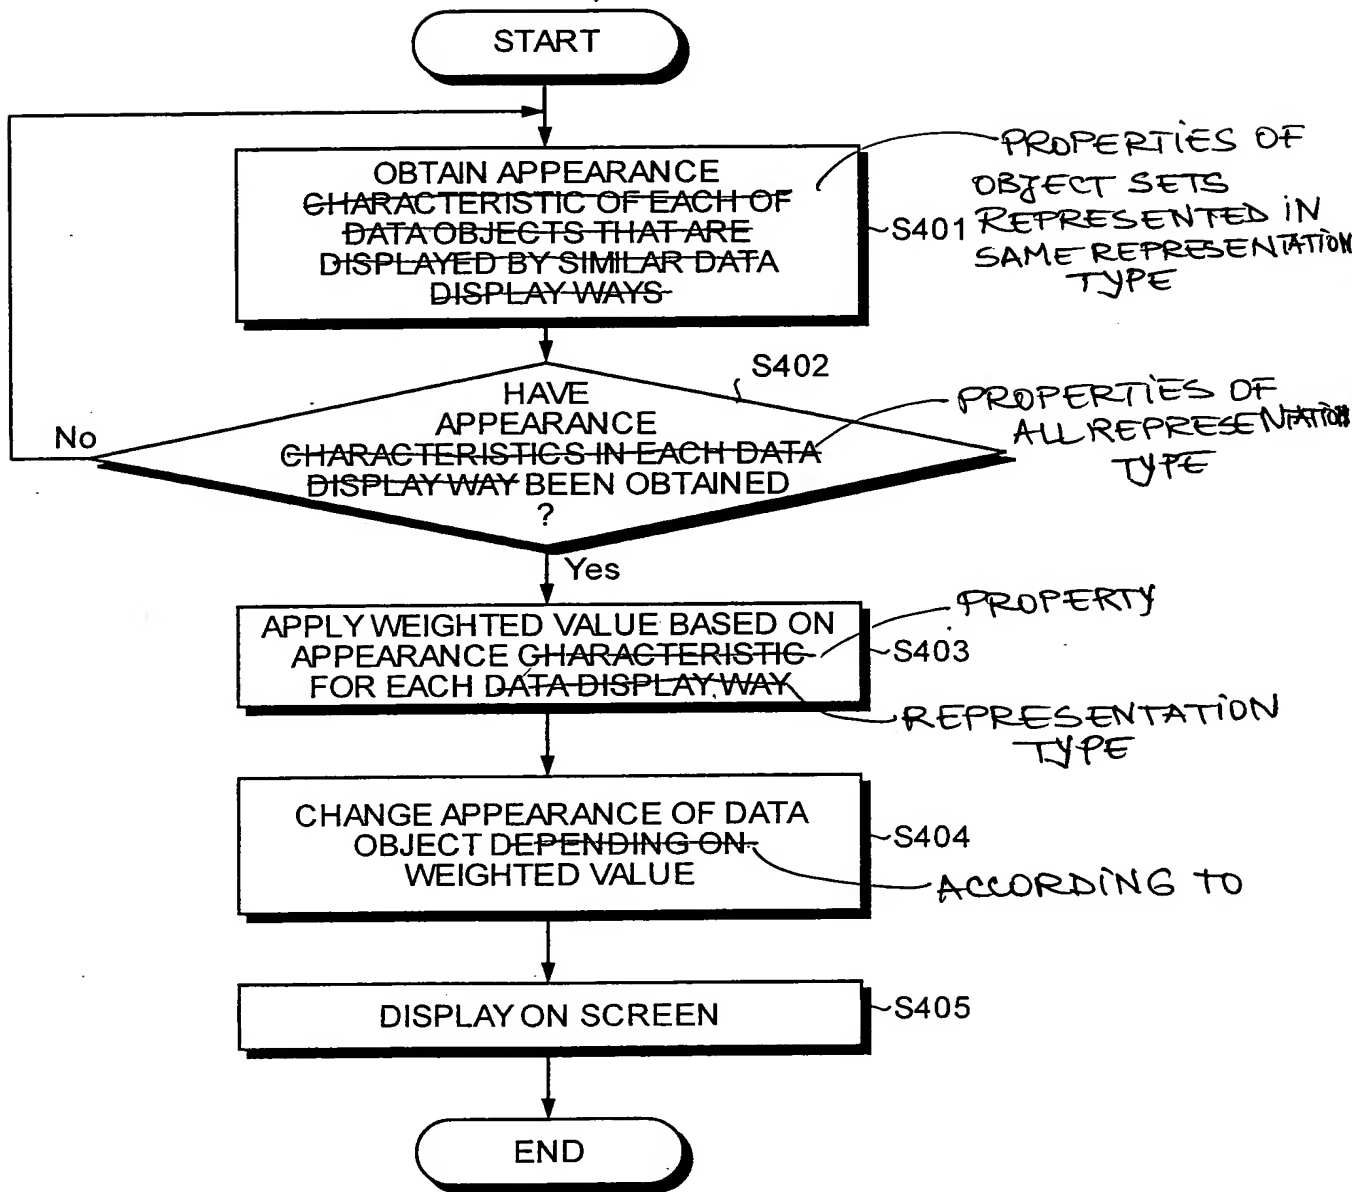 START
OBTAIN APPEARANCE
CHARACTERISTIC OF EACH OF
DATA OBJECTS THAT ARE
DISPLAYED BY SIMILAR DATA
DISPLAY WAYS
S401
PROPERTIES OF
OBJECT SETS
REPRESENTED IN
SAME REPRESENTATION
TYPE
S402
HAVE
APPEARANCE
CHARACTERISTICS IN EACH DATA
DISPLAY WAY BEEN OBTAINED
?
No
PROPERTIES OF
ALL REPRESENTATION
TYPE
Yes
APPLY WEIGHTED VALUE BASED ON
APPEARANCE CHARACTERISTIC
FOR EACH DATA DISPLAY WAY
S403
PROPERTY
REPRESENTATION
TYPE
CHANGE APPEARANCE OF DATA
OBJECT DEPENDING ON
WEIGHTED VALUE
S404
ACCORDING TO
DISPLAY ON SCREEN
S405
END